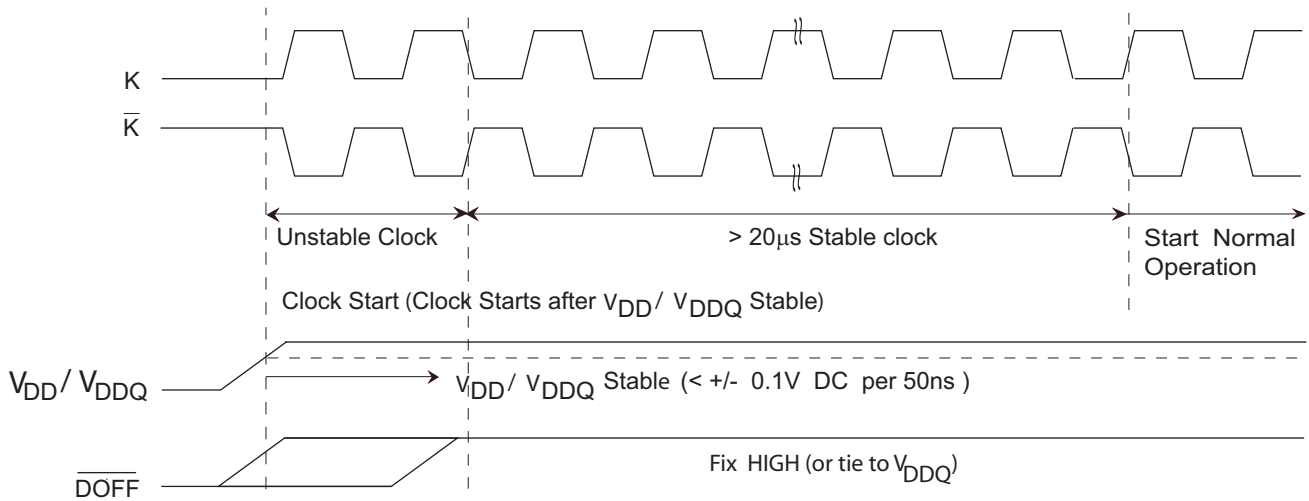 K
K̅
Unstable Clock
> 20μs Stable clock
Start Normal
Operation
Clock Start (Clock Starts after VDD / VDDQ Stable)
VDD / VDDQ
VDD / VDDQ Stable (< +/- 0.1V DC per 50ns )
D̅O̅F̅F̅
Fix HIGH (or tie to VDDQ)